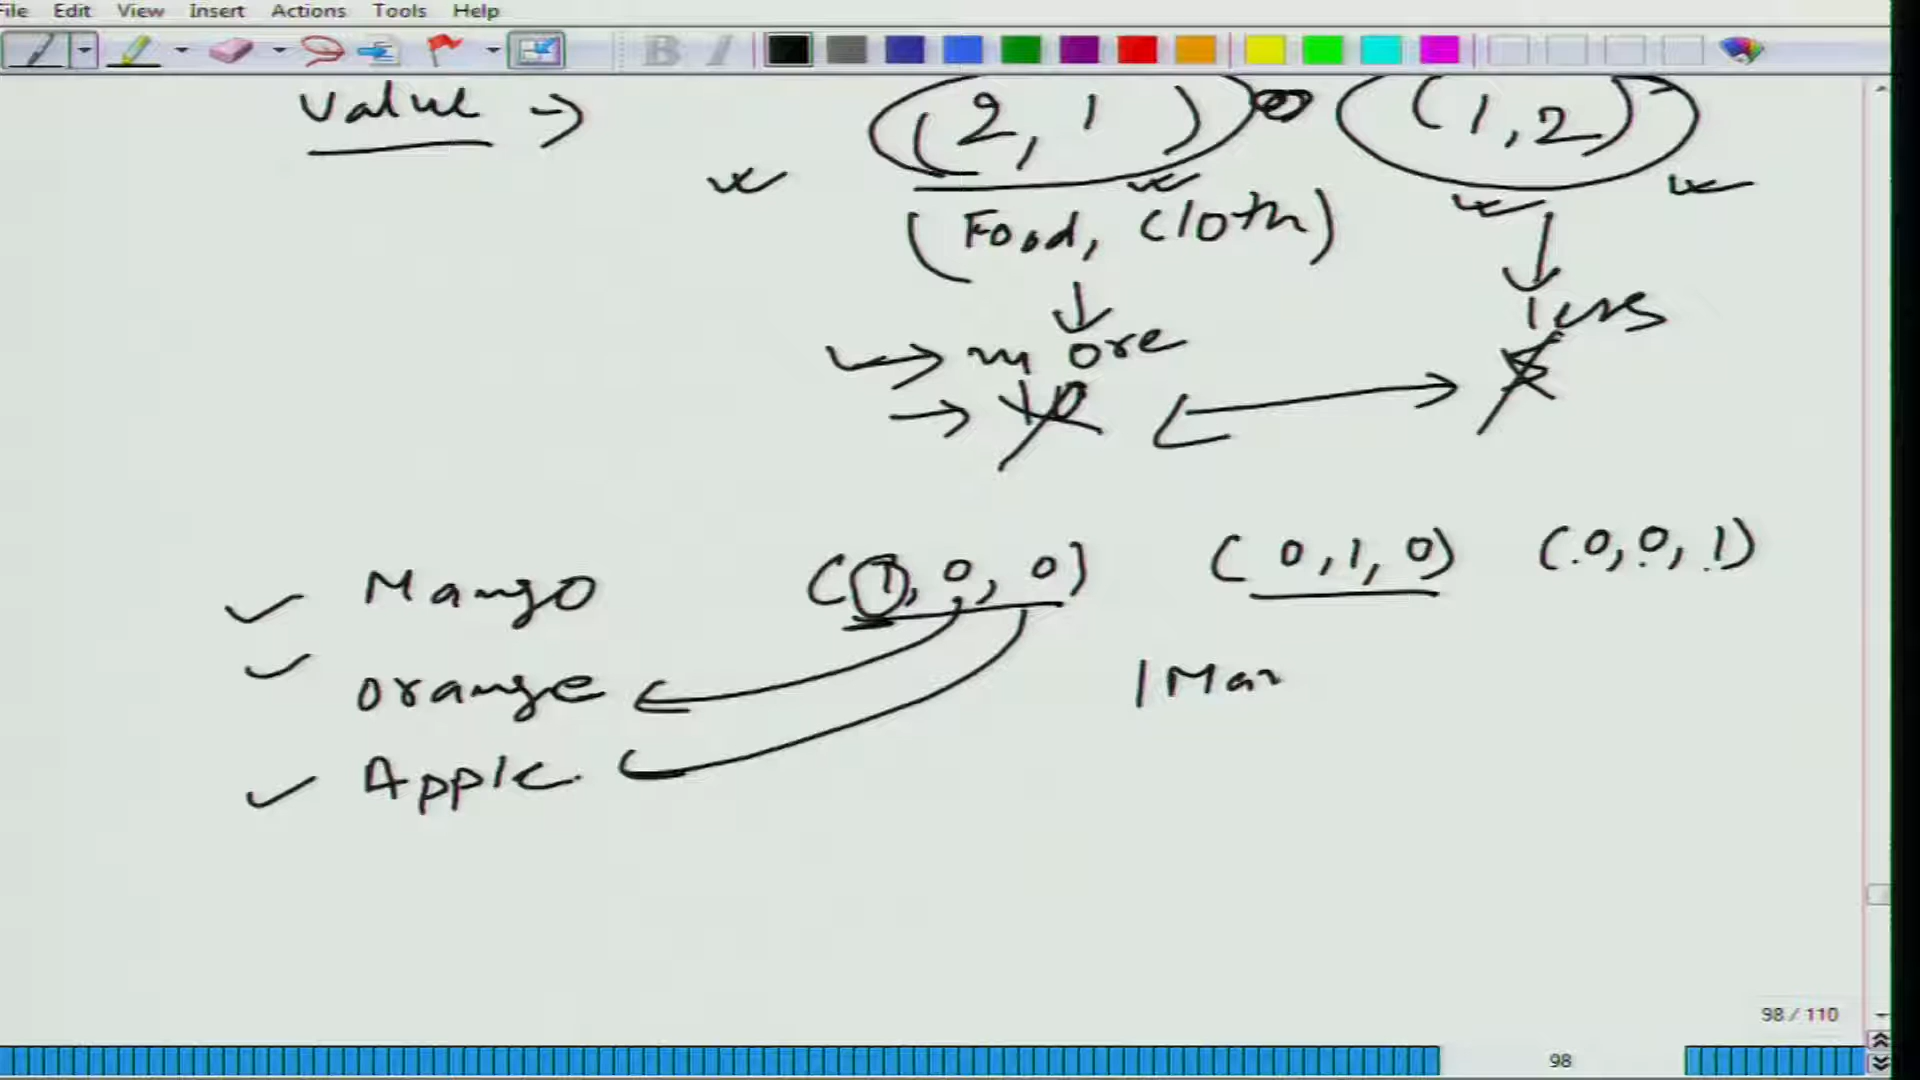 File Edit View Insert Actions Tools Help
B I
Value → (2, 1) (1, 2)
(Food, Cloth)
less
more
Mango (1, 0, 0) (0, 1, 0) (0, 0, 1)
orange 1 Man
Apple
98 / 110
98